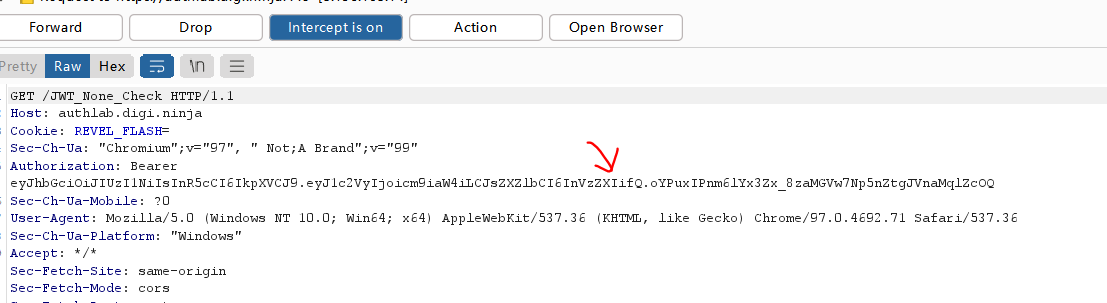 Forward Drop Intercept is on Action Open Browser
Pretty Raw Hex \n
GET /JWT_None_Check HTTP/1.1
Host: authlab.digi.ninja
Cookie: REVEL_FLASH=
Sec-Ch-Ua: "Chromium";v="97", " Not;A Brand";v="99"
Authorization: Bearer
eyJhbGciOiJIUzI1NiIsInR5cCI6IkpXVCJ9.eyJ1c2VyIjoicm9iaW4iLCJsZXZlbCI6InVzZXIifQ.oYPuxIPnm6lYx3Zx_8zaMGVw7Np5nZtgJVnaMqlZcOQ
Sec-Ch-Ua-Mobile: ?0
User-Agent: Mozilla/5.0 (Windows NT 10.0; Win64; x64) AppleWebKit/537.36 (KHTML, like Gecko) Chrome/97.0.4692.71 Safari/537.36
Sec-Ch-Ua-Platform: "Windows"
Accept: */*
Sec-Fetch-Site: same-origin
Sec-Fetch-Mode: cors